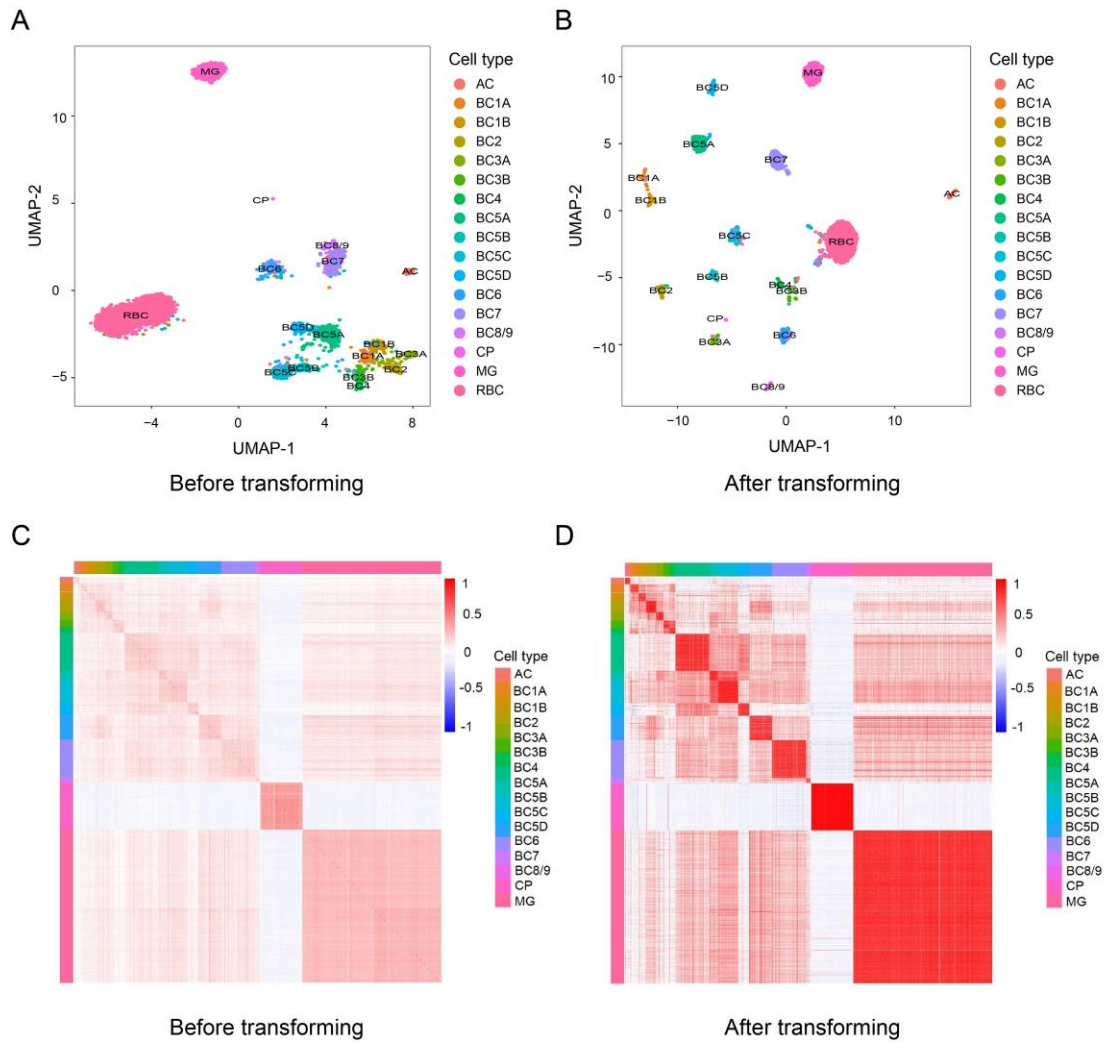 A
B
Cell type
AC
BC1A
BC1B
BC2
BC3A
BC3B
BC4
BC5A
BC5B
BC5C
BC5D
BC6
BC7
BC8/9
CP
MG
RBC
UMAP-2
10
5
0
−5
MG
CP
BC8/9
BC7
BC6
AC
RBC
BC5D
BC5A
BC1B
BC1A
BC3A
BC2
BC5B
BC5C
BC3B
BC4
−4
0
4
8
UMAP-1
Before transforming
Cell type
AC
BC1A
BC1B
BC2
BC3A
BC3B
BC4
BC5A
BC5B
BC5C
BC5D
BC6
BC7
BC8/9
CP
MG
RBC
UMAP-2
10
5
0
−5
−10
MG
BC5D
BC5A
BC7
BC1A
BC1B
AC
BC5C
RBC
BC5B
BC2
BC4
BC3B
CP
BC3A
BC6
BC8/9
−10
0
10
UMAP-1
After transforming
C
D
1
0.5
0
-0.5
-1
Cell type
AC
BC1A
BC1B
BC2
BC3A
BC3B
BC4
BC5A
BC5B
BC5C
BC5D
BC6
BC7
BC8/9
CP
MG
Before transforming
1
0.5
0
-0.5
-1
Cell type
AC
BC1A
BC1B
BC2
BC3A
BC3B
BC4
BC5A
BC5B
BC5C
BC5D
BC6
BC7
BC8/9
CP
MG
After transforming